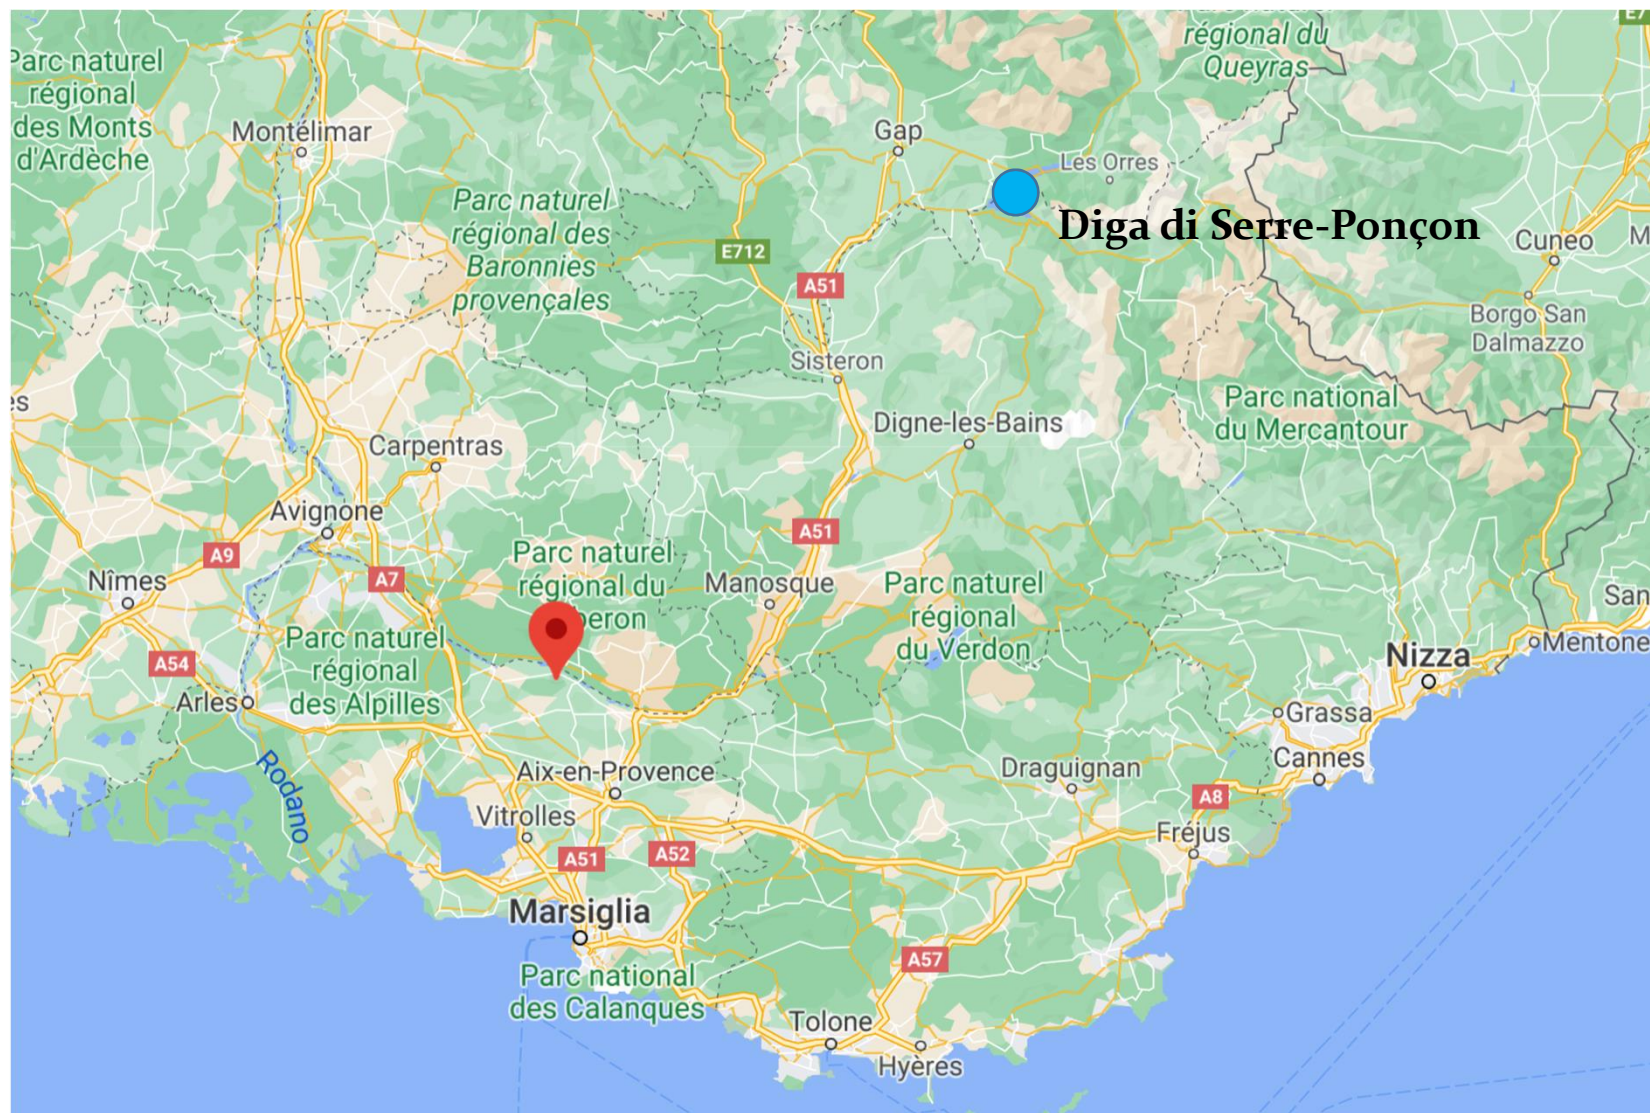 Parc naturel
régional
des Monts
d'Ardèche
Montélimar
Gap
régional du
Queyras
E7
Les Orres
Diga di Serre-Ponçon
Cuneo
M
Parc naturel
régional des
Baronnies
provençales
E712
A51
Borgo San
Dalmazzo
Sisteron
es
Parc national
du Mercantour
Digne-les-Bains
Carpentras
Avignone
A9
A51
Nîmes
A7
Parc naturel
régional du
beron
Manosque
Parc naturel
régional
du Verdon
San
Mentone
Nizza
A54
Parc naturel
régional
des Alpilles
Arles
Grassa
Rodano
Aix-en-Provence
Draguignan
Cannes
A8
Vitrolles
Fréjus
A51
A52
Marsiglia
A57
Parc national
des Calanques
Tolone
Hyères